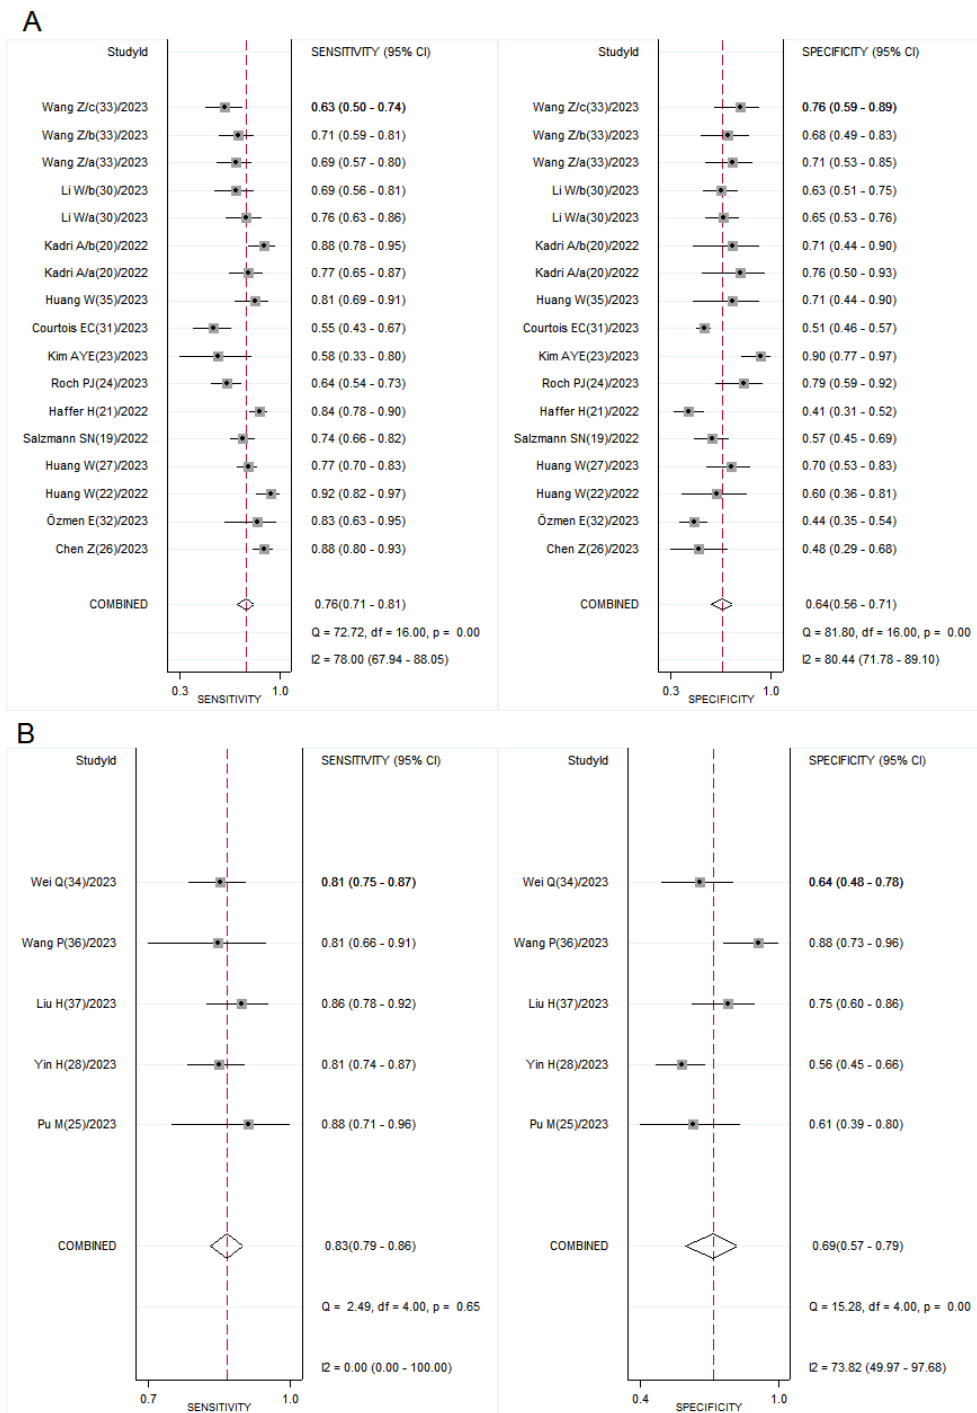 A
StudyId SENSITIVITY (95% CI) StudyId SPECIFICITY (95% CI)
Wang Z/c(33)/2023 0.63 (0.50 - 0.74) Wang Z/c(33)/2023 0.76 (0.59 - 0.89)
Wang Z/b(33)/2023 0.71 (0.59 - 0.81) Wang Z/b(33)/2023 0.68 (0.49 - 0.83)
Wang Z/a(33)/2023 0.69 (0.57 - 0.80) Wang Z/a(33)/2023 0.71 (0.53 - 0.85)
Li W/b(30)/2023 0.69 (0.56 - 0.81) Li W/b(30)/2023 0.63 (0.51 - 0.75)
Li W/a(30)/2023 0.76 (0.63 - 0.86) Li W/a(30)/2023 0.65 (0.53 - 0.76)
Kadri A/b(20)/2022 0.88 (0.78 - 0.95) Kadri A/b(20)/2022 0.71 (0.44 - 0.90)
Kadri A/a(20)/2022 0.77 (0.65 - 0.87) Kadri A/a(20)/2022 0.76 (0.50 - 0.93)
Huang W(35)/2023 0.81 (0.69 - 0.91) Huang W(35)/2023 0.71 (0.44 - 0.90)
Courtois EC(31)/2023 0.55 (0.43 - 0.67) Courtois EC(31)/2023 0.51 (0.46 - 0.57)
Kim AYE(23)/2023 0.58 (0.33 - 0.80) Kim AYE(23)/2023 0.90 (0.77 - 0.97)
Roch PJ(24)/2023 0.64 (0.54 - 0.73) Roch PJ(24)/2023 0.79 (0.59 - 0.92)
Haffer H(21)/2022 0.84 (0.78 - 0.90) Haffer H(21)/2022 0.41 (0.31 - 0.52)
Salzmann SN(19)/2022 0.74 (0.66 - 0.82) Salzmann SN(19)/2022 0.57 (0.45 - 0.69)
Huang W(27)/2023 0.77 (0.70 - 0.83) Huang W(27)/2023 0.70 (0.53 - 0.83)
Huang W(22)/2022 0.92 (0.82 - 0.97) Huang W(22)/2022 0.60 (0.36 - 0.81)
Özmen E(32)/2023 0.83 (0.63 - 0.95) Özmen E(32)/2023 0.44 (0.35 - 0.54)
Chen Z(26)/2023 0.88 (0.80 - 0.93) Chen Z(26)/2023 0.48 (0.29 - 0.68)
COMBINED 0.76(0.71 - 0.81) COMBINED 0.64(0.56 - 0.71)
Q = 72.72, df = 16.00, p = 0.00 Q = 81.80, df = 16.00, p = 0.00
I2 = 78.00 (67.94 - 88.05) I2 = 80.44 (71.78 - 89.10)
0.3 1.0 0.3 1.0
SENSITIVITY SPECIFICITY
B
StudyId SENSITIVITY (95% CI) StudyId SPECIFICITY (95% CI)
Wei Q(34)/2023 0.81 (0.75 - 0.87) Wei Q(34)/2023 0.64 (0.48 - 0.78)
Wang P(36)/2023 0.81 (0.66 - 0.91) Wang P(36)/2023 0.88 (0.73 - 0.96)
Liu H(37)/2023 0.86 (0.78 - 0.92) Liu H(37)/2023 0.75 (0.60 - 0.86)
Yin H(28)/2023 0.81 (0.74 - 0.87) Yin H(28)/2023 0.56 (0.45 - 0.66)
Pu M(25)/2023 0.88 (0.71 - 0.96) Pu M(25)/2023 0.61 (0.39 - 0.80)
COMBINED 0.83(0.79 - 0.86) COMBINED 0.69(0.57 - 0.79)
Q = 2.49, df = 4.00, p = 0.65 Q = 15.28, df = 4.00, p = 0.00
I2 = 0.00 (0.00 - 100.00) I2 = 73.82 (49.97 - 97.68)
0.7 1.0 0.4 1.0
SENSITIVITY SPECIFICITY